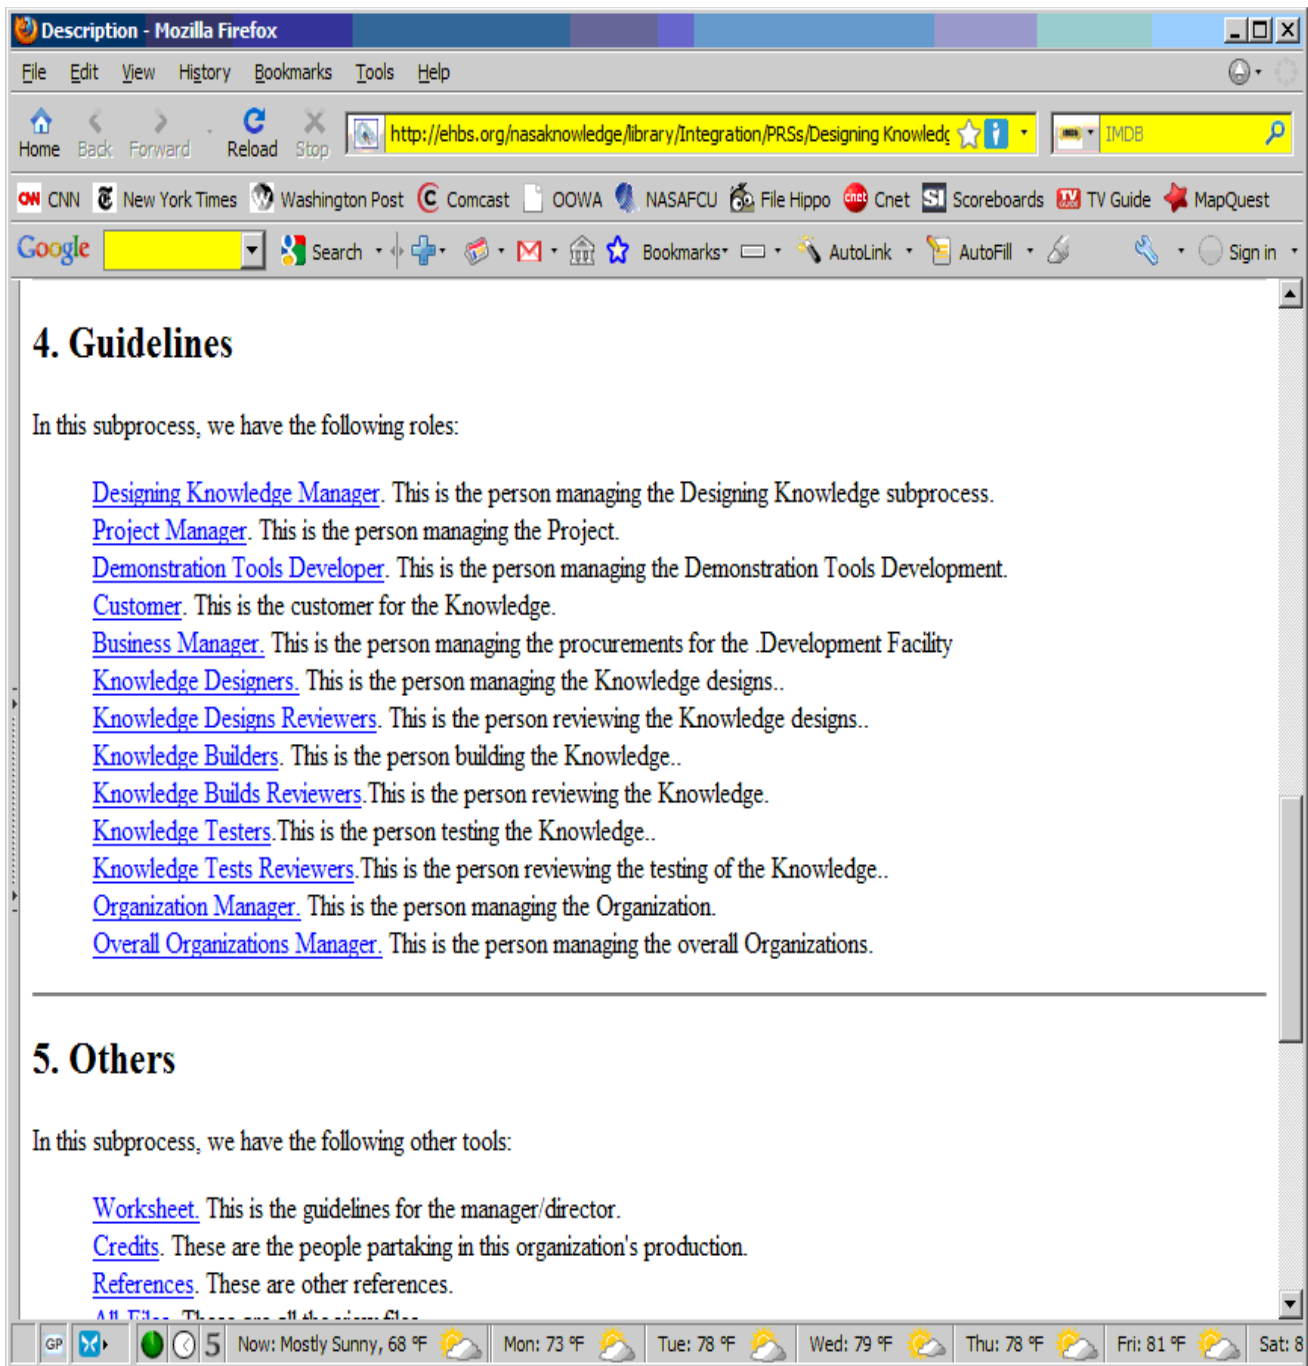 Description - Mozilla Firefox
File Edit View History Bookmarks Tools Help
Home Back Forward Reload Stop http://ehbs.org/nasaknowledge/library/Integration/PRSs/Designing Knowledg IMDB
CNN New York Times Washington Post Comcast OOWA NASAFCU File Hippo cnet Cnet SI Scoreboards TV Guide MapQuest
Google Search Bookmarks AutoLink AutoFill Sign in
4. Guidelines
In this subprocess, we have the following roles:
Designing Knowledge Manager. This is the person managing the Designing Knowledge subprocess.
Project Manager. This is the person managing the Project.
Demonstration Tools Developer. This is the person managing the Demonstration Tools Development.
Customer. This is the customer for the Knowledge.
Business Manager. This is the person managing the procurements for the .Development Facility
Knowledge Designers. This is the person managing the Knowledge designs..
Knowledge Designs Reviewers. This is the person reviewing the Knowledge designs..
Knowledge Builders. This is the person building the Knowledge..
Knowledge Builds Reviewers.This is the person reviewing the Knowledge.
Knowledge Testers.This is the person testing the Knowledge..
Knowledge Tests Reviewers.This is the person reviewing the testing of the Knowledge..
Organization Manager. This is the person managing the Organization.
Overall Organizations Manager. This is the person managing the overall Organizations.
5. Others
In this subprocess, we have the following other tools:
Worksheet. This is the guidelines for the manager/director.
Credits. These are the people partaking in this organization's production.
References. These are other references.
All Files. These are all the view files.
GP 5 Now: Mostly Sunny, 68 °F Mon: 73 °F Tue: 78 °F Wed: 79 °F Thu: 78 °F Fri: 81 °F Sat: 8